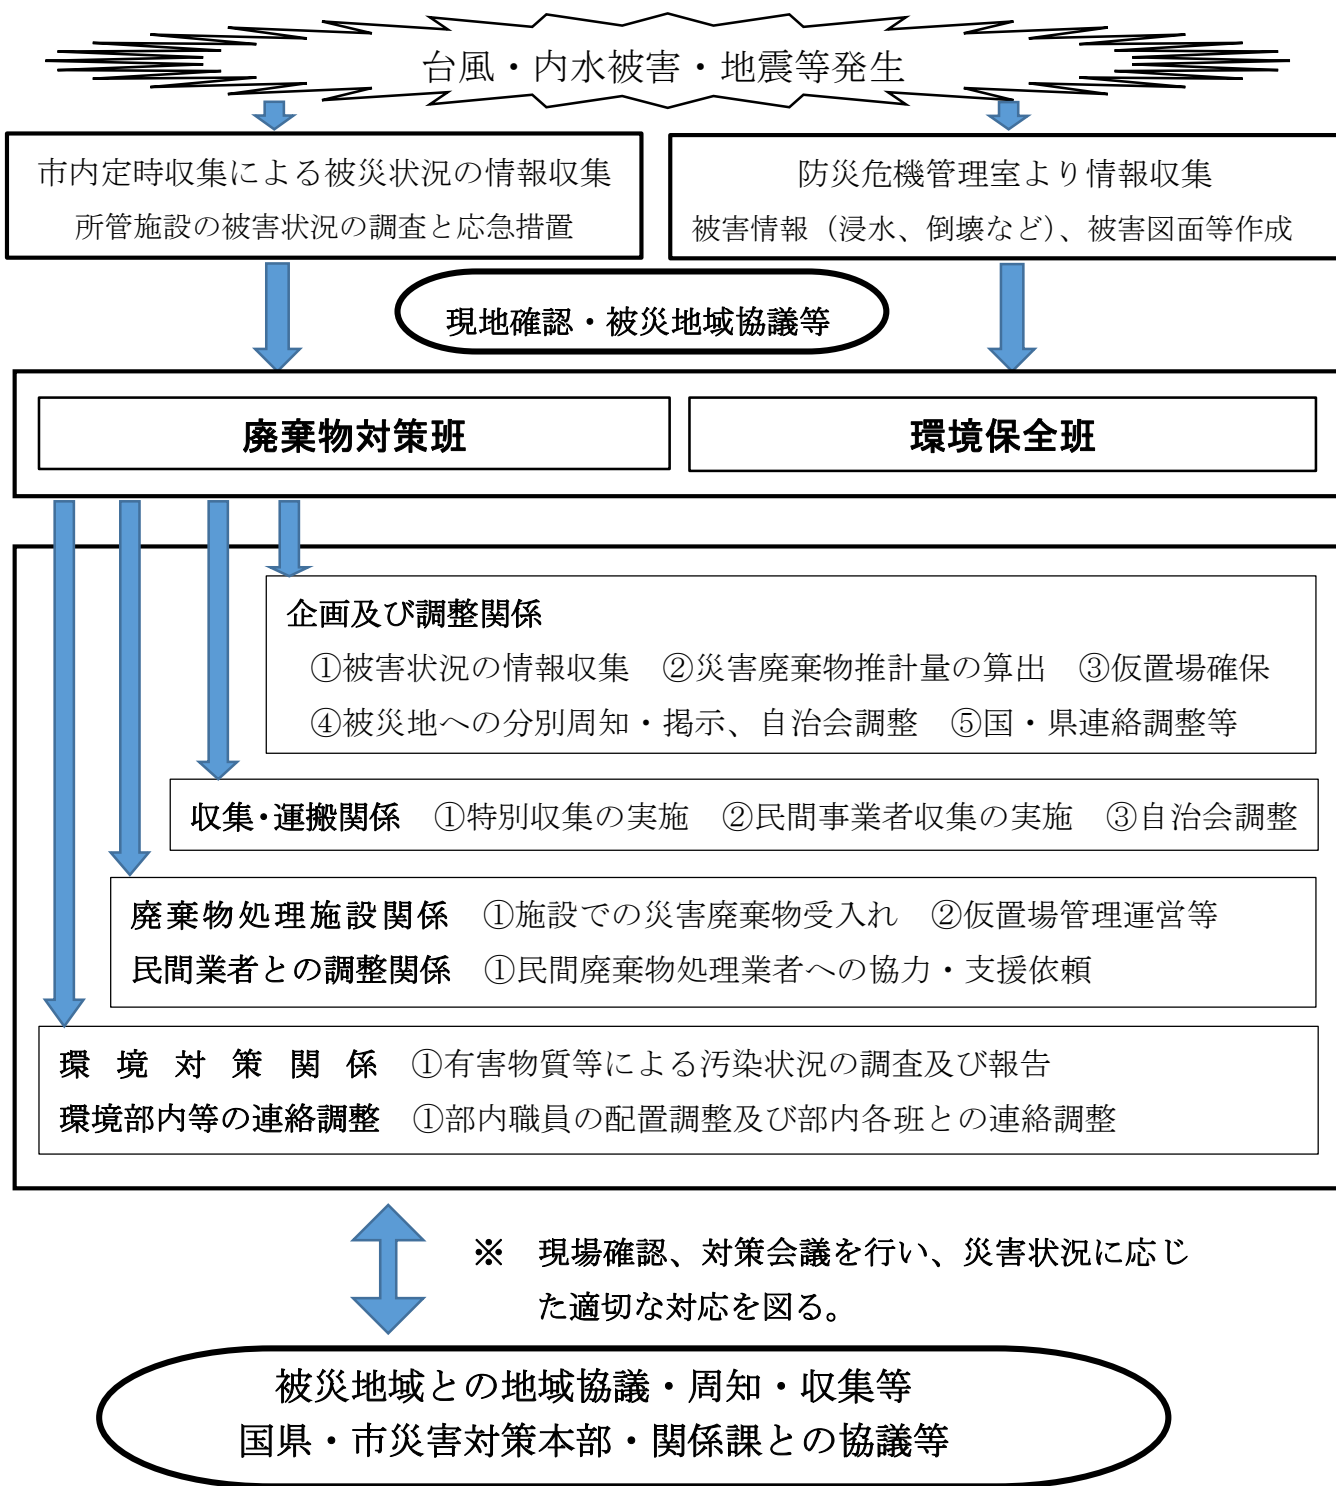 台風・内水被害・地震等発生
市内定時収集による被災状況の情報収集
所管施設の被害状況の調査と応急措置
防災危機管理室より情報収集
被害情報（浸水、倒壊など）、被害図面等作成
現地確認・被災地域協議等
廃棄物対策班
環境保全班
企画及び調整関係
①被害状況の情報収集　②災害廃棄物推計量の算出　③仮置場確保
④被災地への分別周知・掲示、自治会調整　⑤国・県連絡調整等
収集・運搬関係　①特別収集の実施　②民間事業者収集の実施　③自治会調整
廃棄物処理施設関係　①施設での災害廃棄物受入れ　②仮置場管理運営等
民間業者との調整関係　①民間廃棄物処理業者への協力・支援依頼
環　境　対　策　関　係　①有害物質等による汚染状況の調査及び報告
環境部内等の連絡調整　①部内職員の配置調整及び部内各班との連絡調整
※　現場確認、対策会議を行い、災害状況に応じ
た適切な対応を図る。
被災地域との地域協議・周知・収集等
国県・市災害対策本部・関係課との協議等